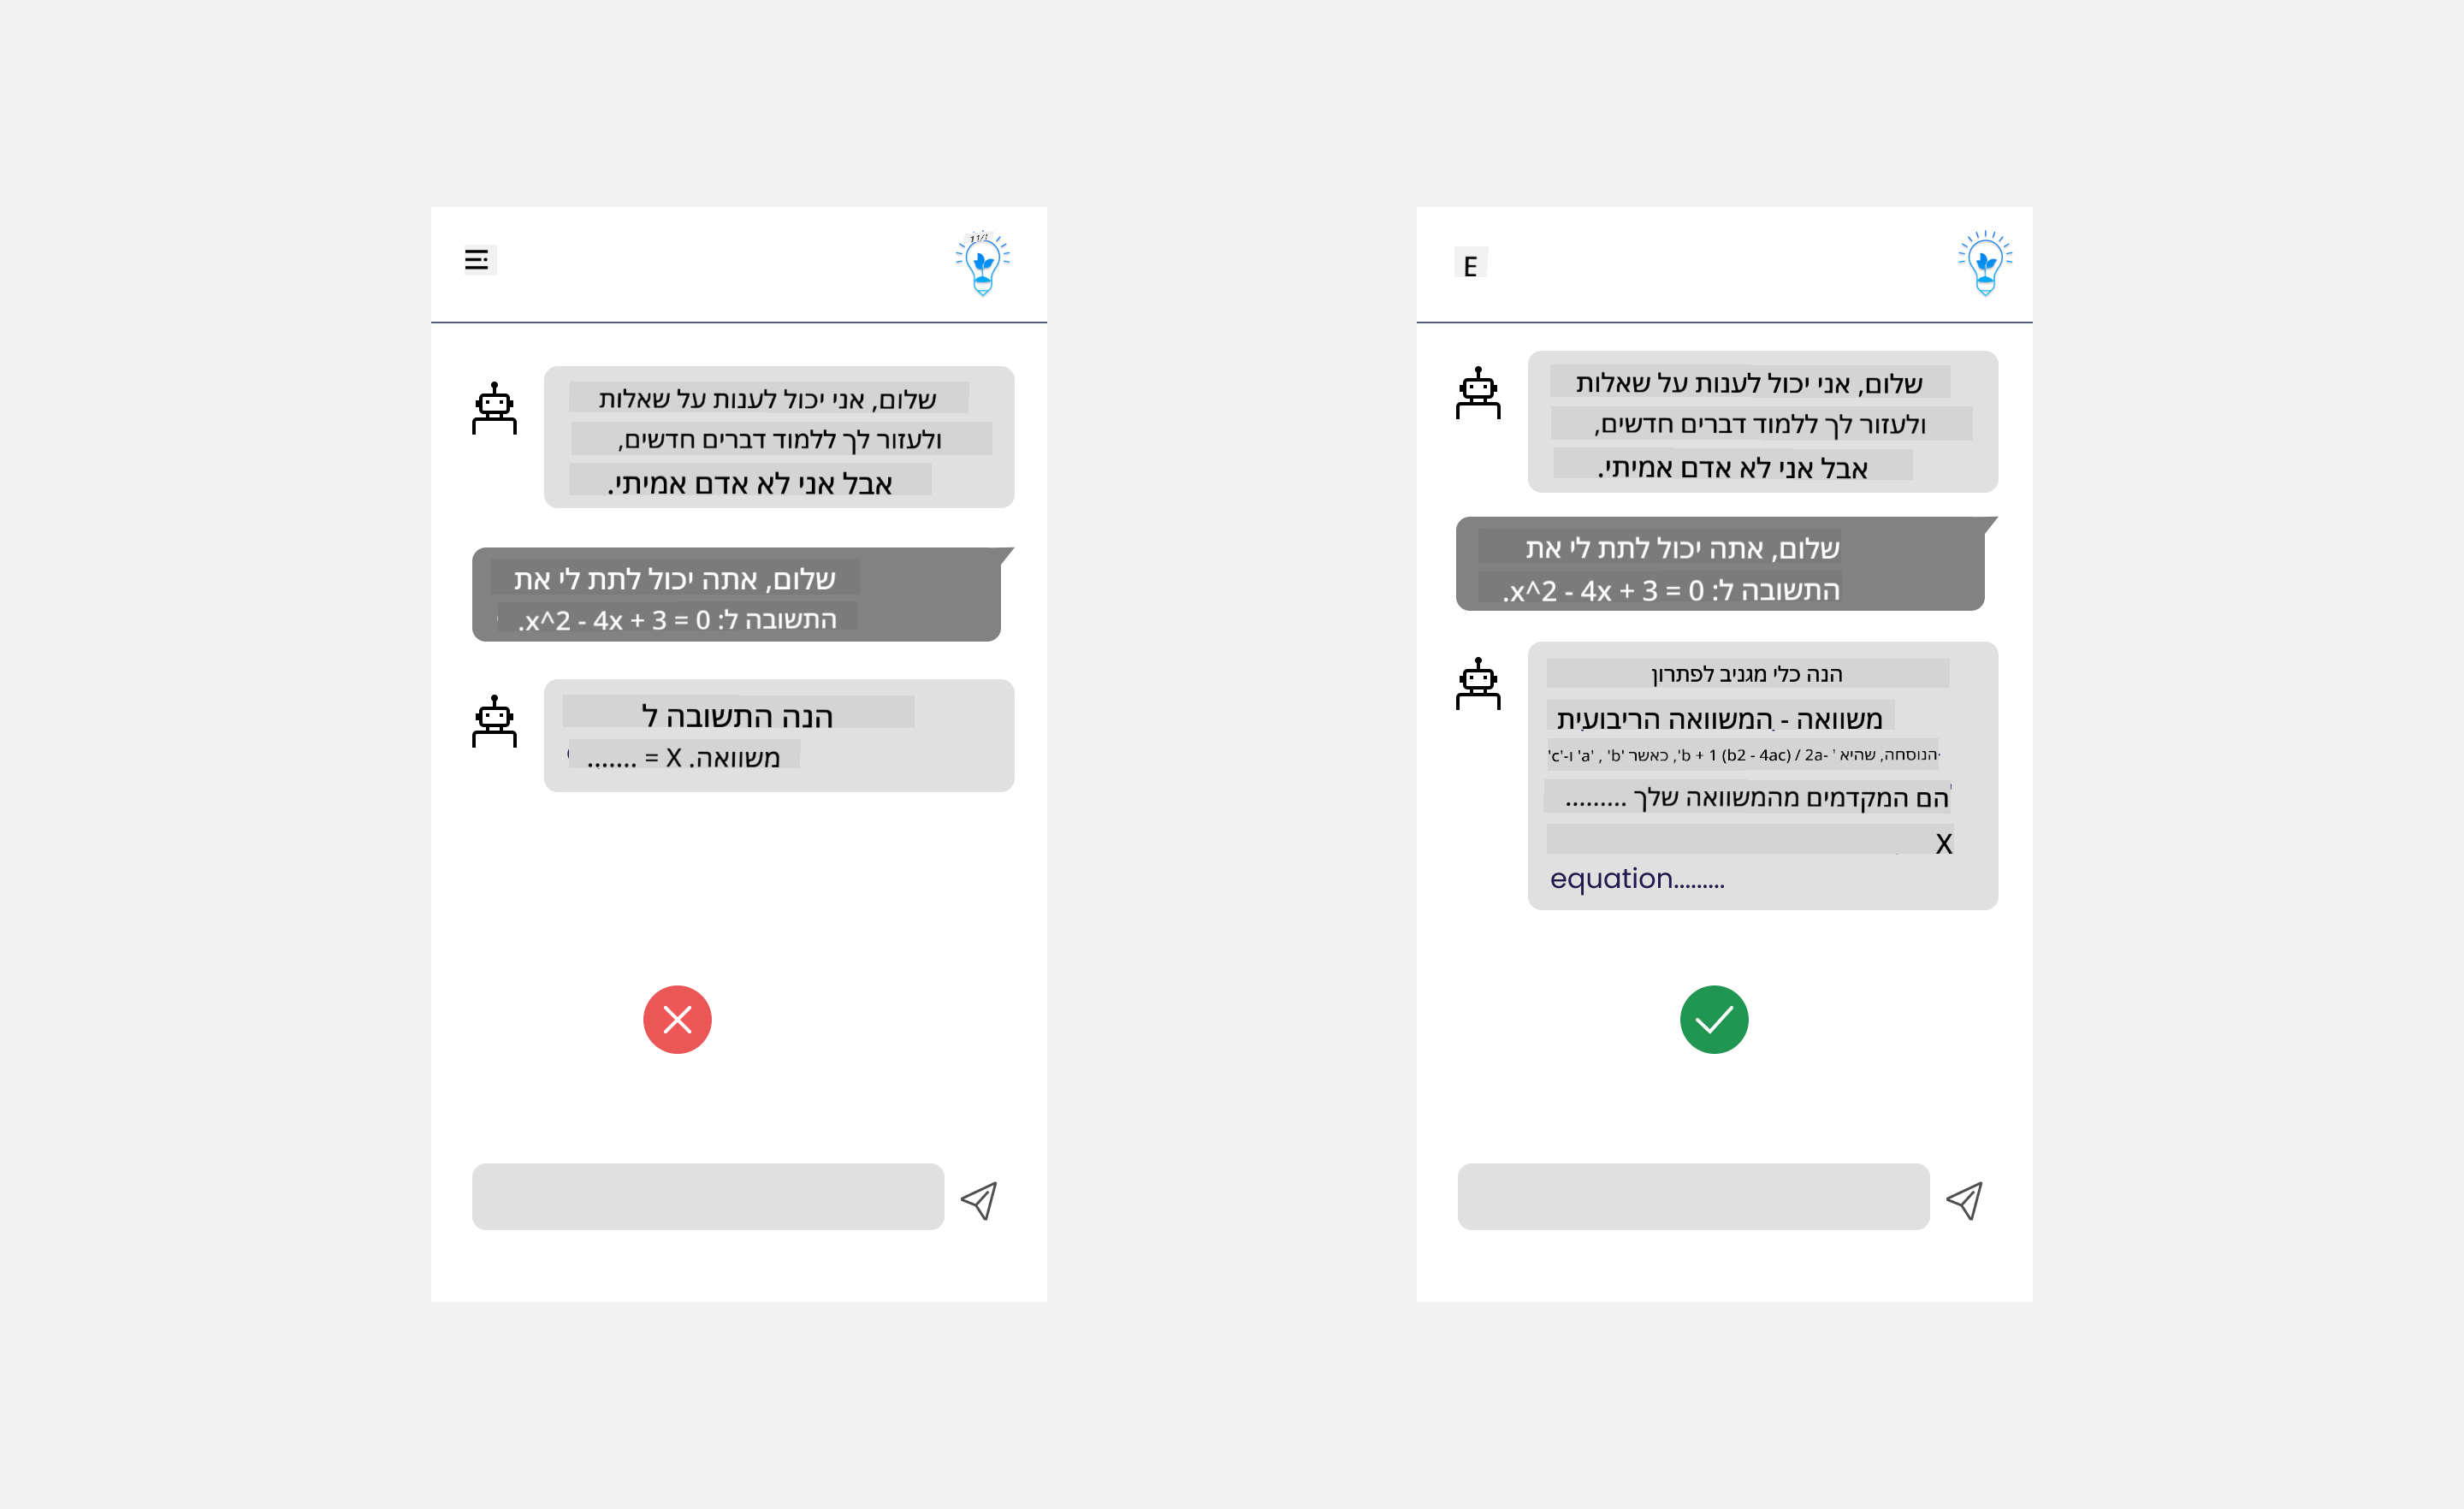 שלום, אני יכול לענות על שאלות
ולעזור לך ללמוד דברים חדשים,
אבל אני לא אדם אמיתי.
שלום, אתה יכול לתת לי את
התשובה ל: x^2 - 4x + 3 = 0.
הנה התשובה ל
משוואה. X = .......
E
שלום, אני יכול לענות על שאלות
ולעזור לך ללמוד דברים חדשים,
אבל אני לא אדם אמיתי.
שלום, אתה יכול לתת לי את
התשובה ל: x^2 - 4x + 3 = 0.
הנה כלי מגניב לפתרון
משוואה - המשוואה הריבועית
הנוסחה, שהיא ' -b + 1 (b2 - 4ac) / 2a', כאשר 'a' , 'b' ו-'c'
הם המקדמים מהמשוואה שלך .........
X
equation.........